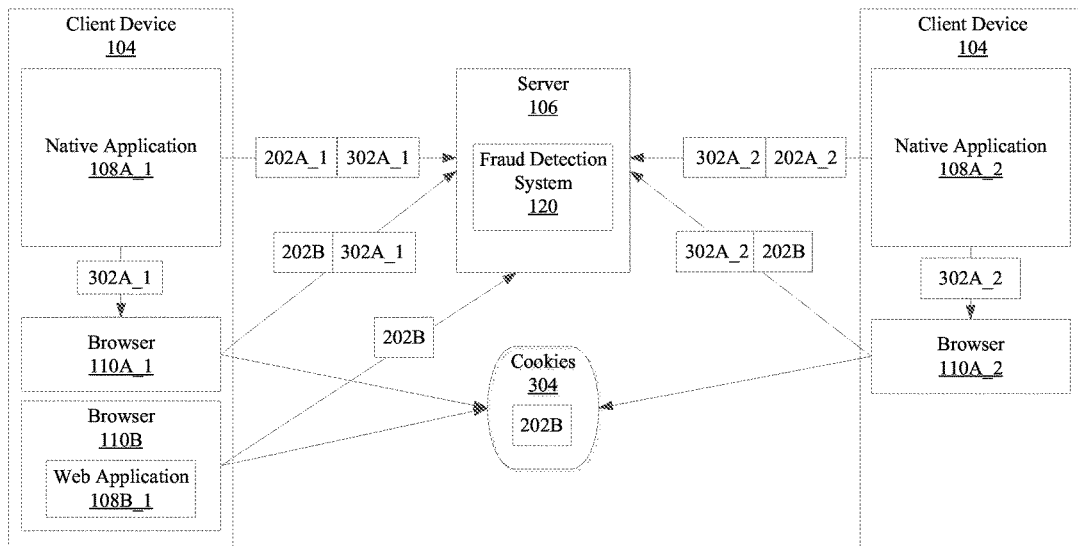 Client Device
104
Native Application
108A_1
302A_1
Browser
110A_1
Browser
110B
Web Application
108B_1
202A_1 302A_1
202B 302A_1
202B
Server
106
Fraud Detection
System
120
Cookies
304
202B
302A_2 202A_2
302A_2 202B
Client Device
104
Native Application
108A_2
302A_2
Browser
110A_2